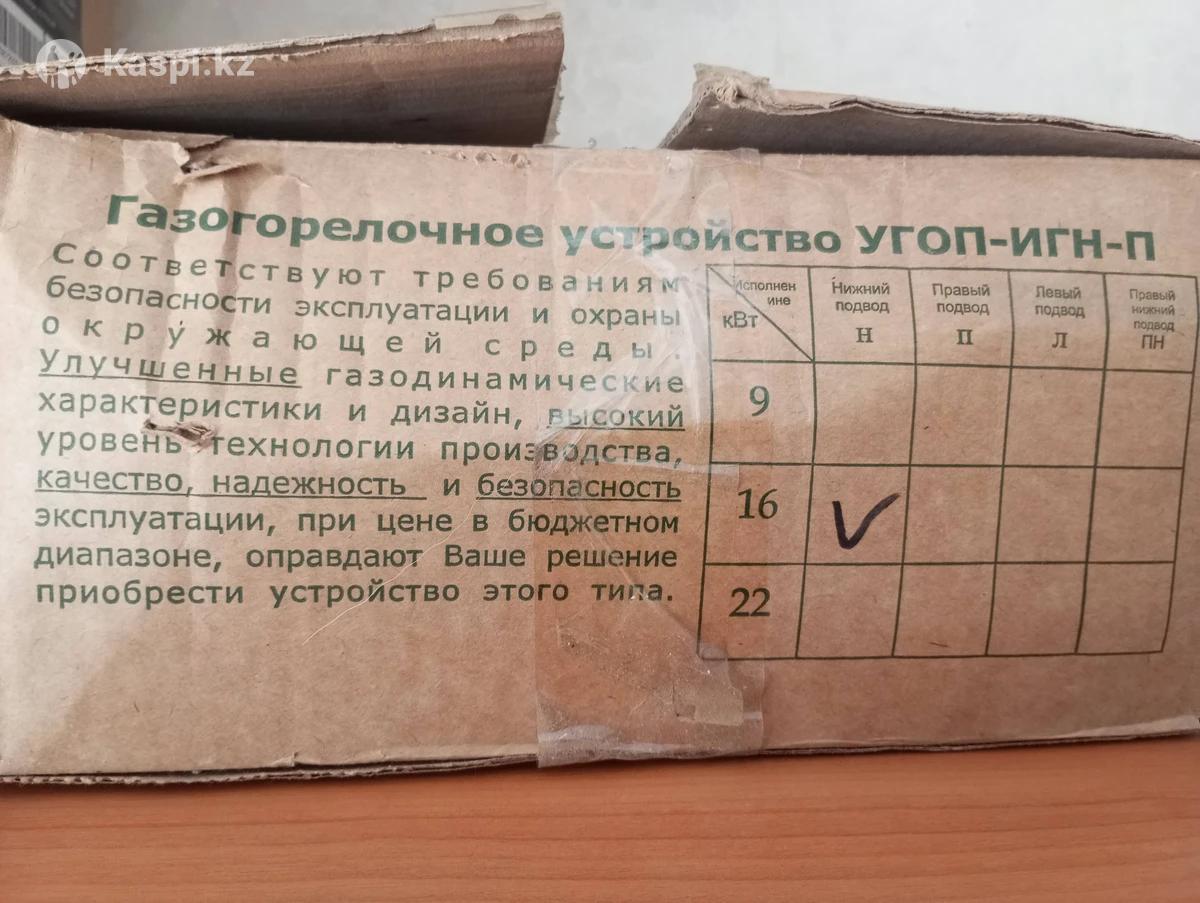 Kaspi.kz
Газогорелочное устройство УГОП-ИГН-П
Соответствуют требованиям
безопасности эксплуатации и охраны
окружающей среды.
Улучшенные газодинамические
характеристики и дизайн, высокий
уровень технологии производства,
качество, надежность и безопасность
эксплуатации, при цене в бюджетном
диапазоне, оправдают Ваше решение
приобрести устройство этого типа.
Исполнен
ине
кВт
Нижний
подвод
Н
Правый
подвод
П
Левый
подвод
Л
Правый
нижний
подвод
ПН
9
16
22